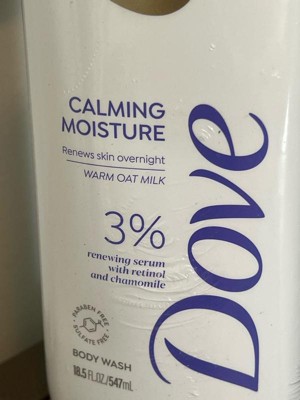 CALMING
MOISTURE
Renews skin overnight
WARM OAT MILK
3%
renewing serum
with retinol
and chamomile
PARABEN FREE
SULFATE FREE
BODY WASH
18.5 FL OZ/547mL
Dove